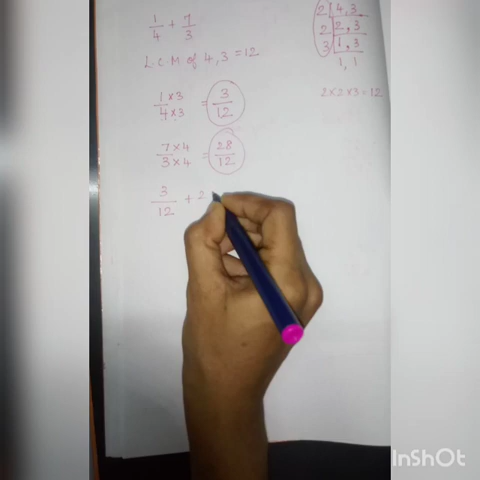 1/4 + 7/3
L.C.M of 4, 3 = 12
1×3/4×3 = 3/12
7×4/3×4 = 28/12
3/12 + 2
2 | 4, 3
2 | 2, 3
3 | 1, 3
1, 1
2×2×3=12
InShOt